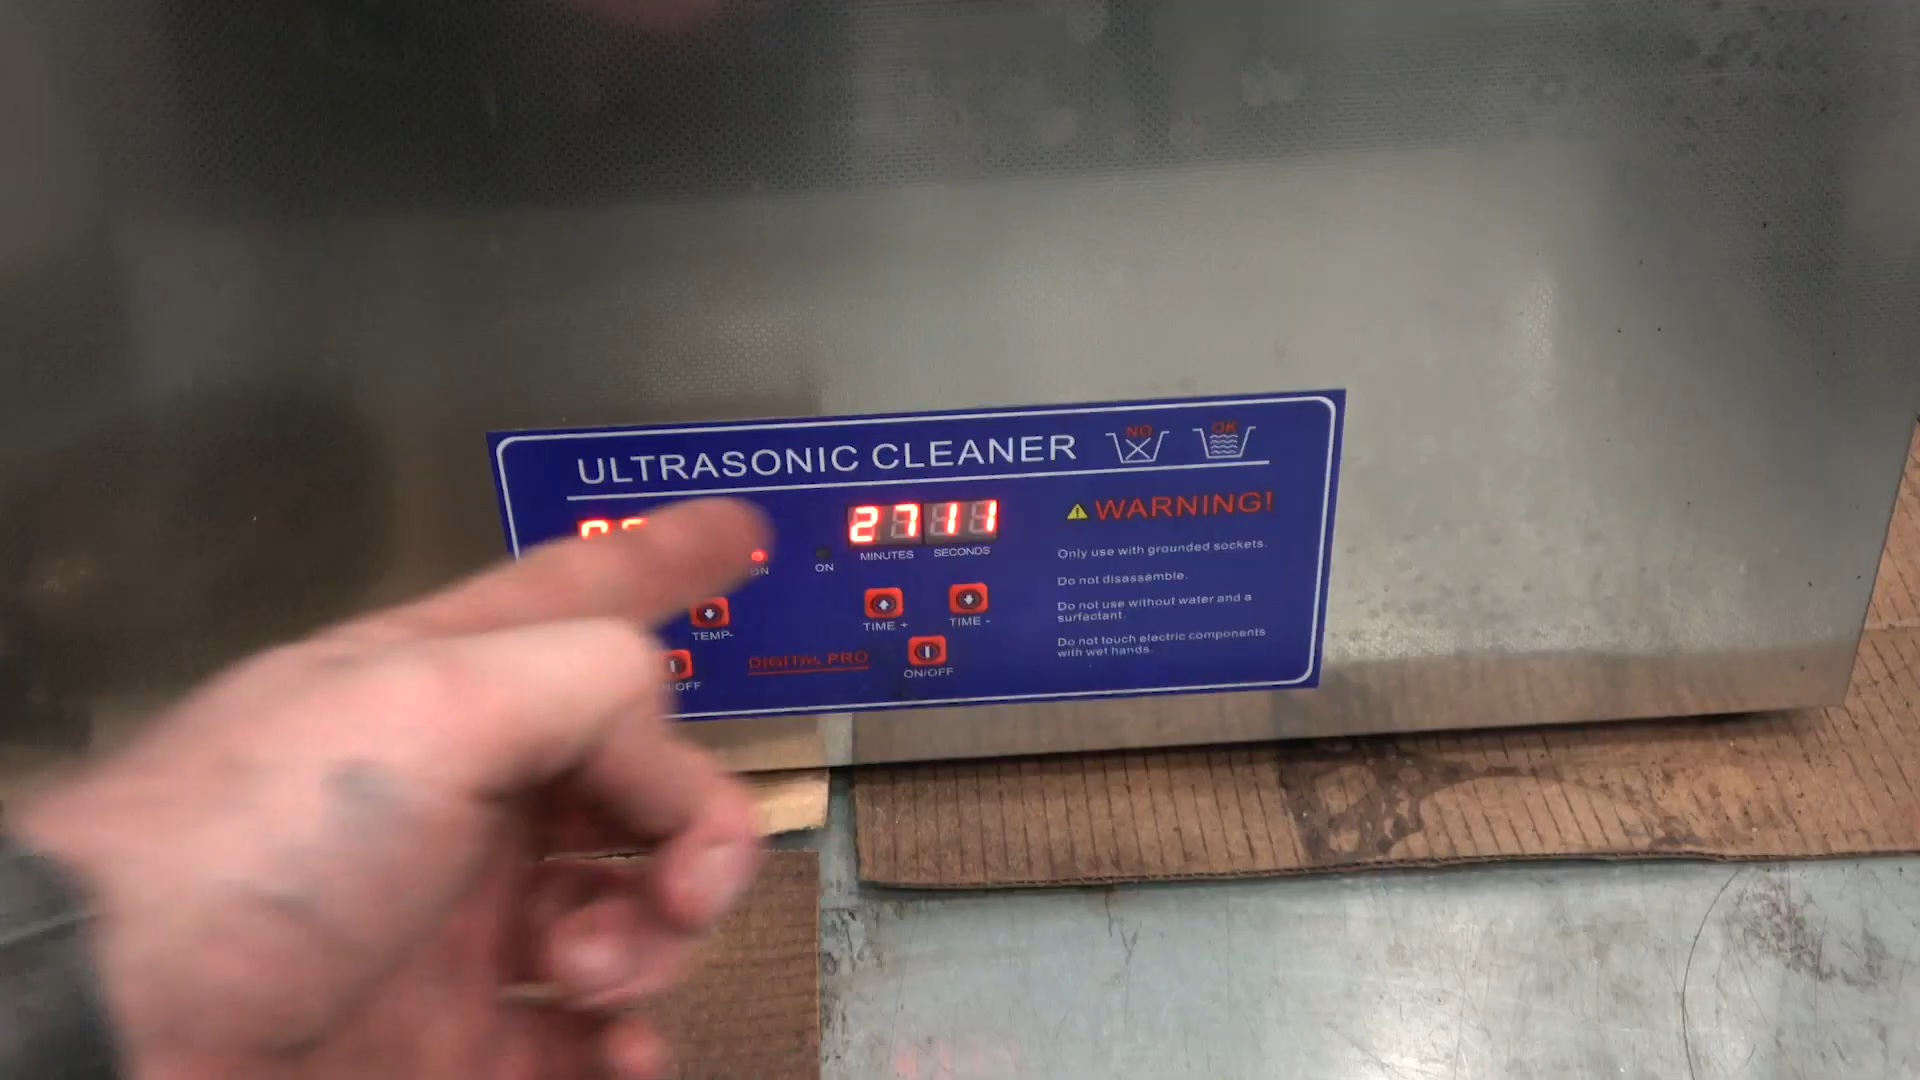 ULTRASONIC CLEANER
NO
OK
2711
MINUTES
SECONDS
ON
ON
TEMP-
TIME +
TIME -
DIGITAL PRO
ON/OFF
WARNING!
Only use with grounded sockets.
Do not disassemble.
Do not use without water and a
surfactant.
Do not touch electric components
with wet hands.